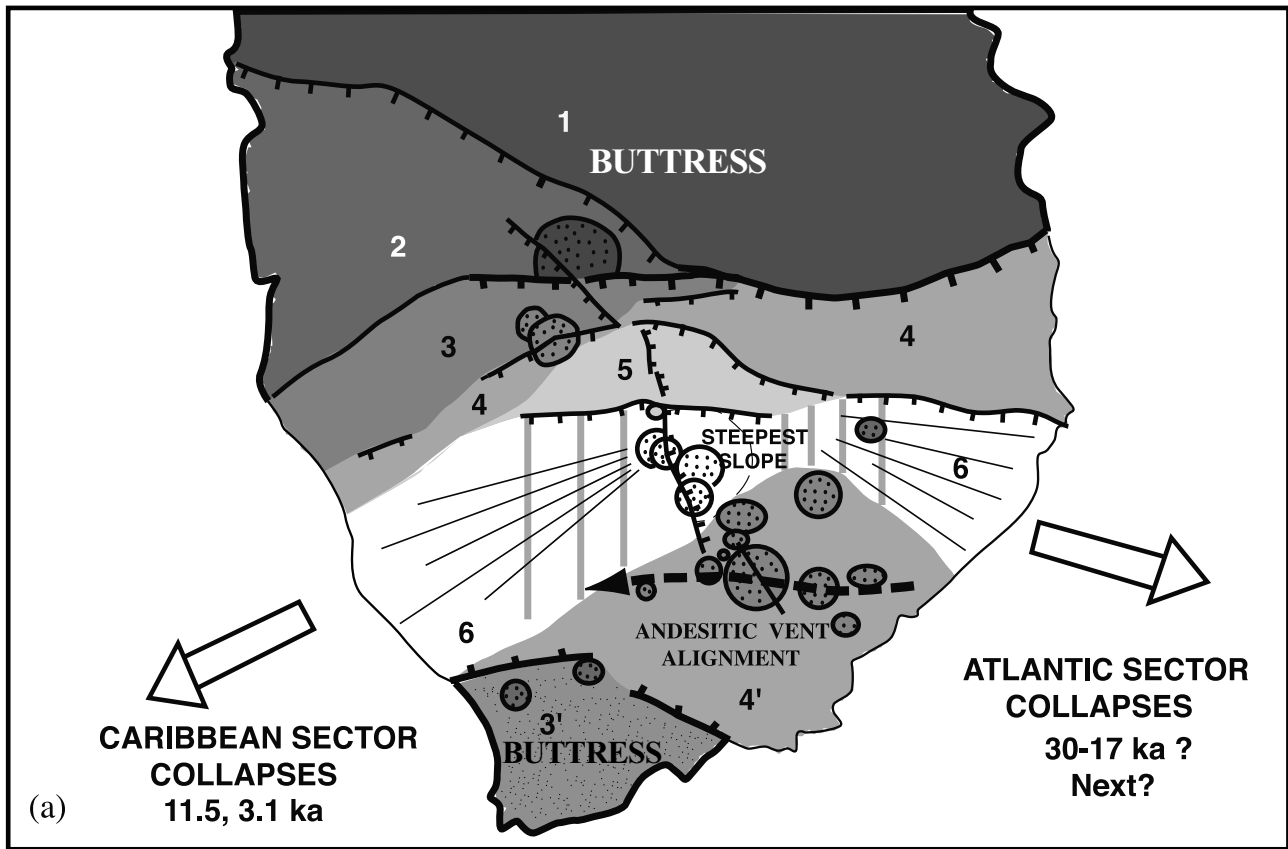 1
BUTTRESS
2
3
4
4
5
STEEPEST
SLOPE
6
6
ANDESITIC VENT
ALIGNMENT
4'
3'
BUTTRESS
CARIBBEAN SECTOR
COLLAPSES
11.5, 3.1 ka
ATLANTIC SECTOR
COLLAPSES
30-17 ka ?
Next?
(a)